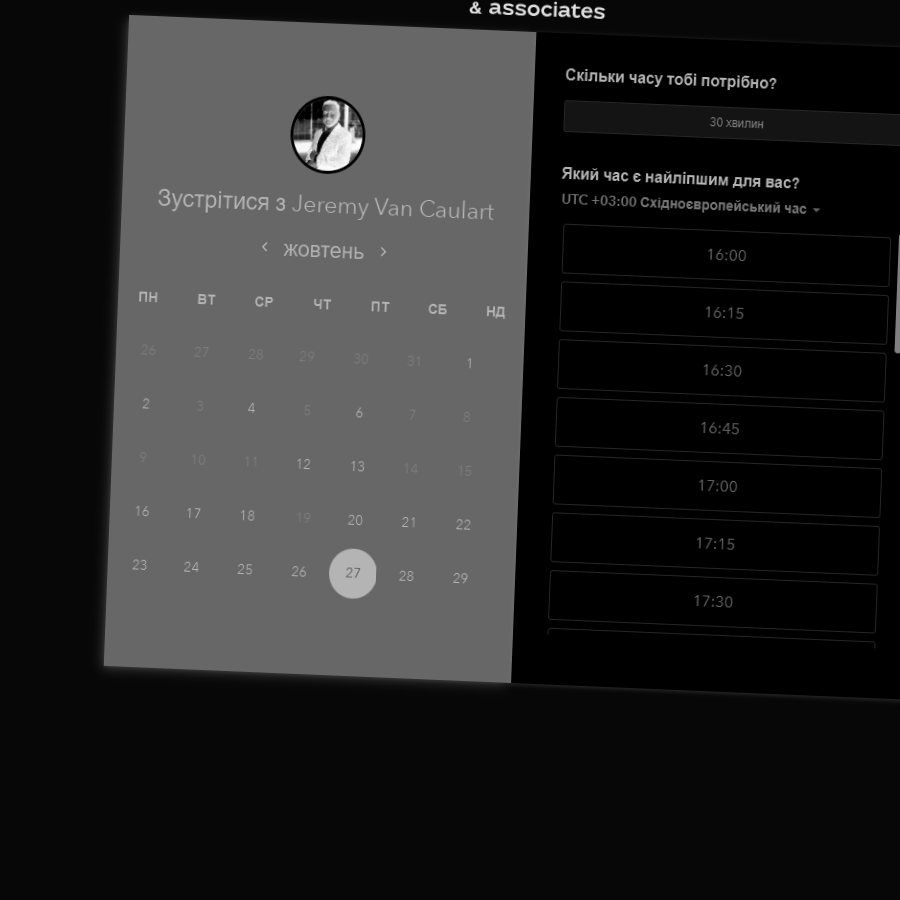 & associates
Зустрітися з Jeremy Van Caulart
жовтень
ПН ВТ СР ЧТ ПТ СБ НД
26 27 28 29 30 31 1
2 3 4 5 6 7 8
9 10 11 12 13 14 15
16 17 18 19 20 21 22
23 24 25 26 27 28 29
Скільки часу тобі потрібно?
30 хвилин
Який час є найліпшим для вас?
UTC +03:00 Східноєвропейський час
16:00
16:15
16:30
16:45
17:00
17:15
17:30